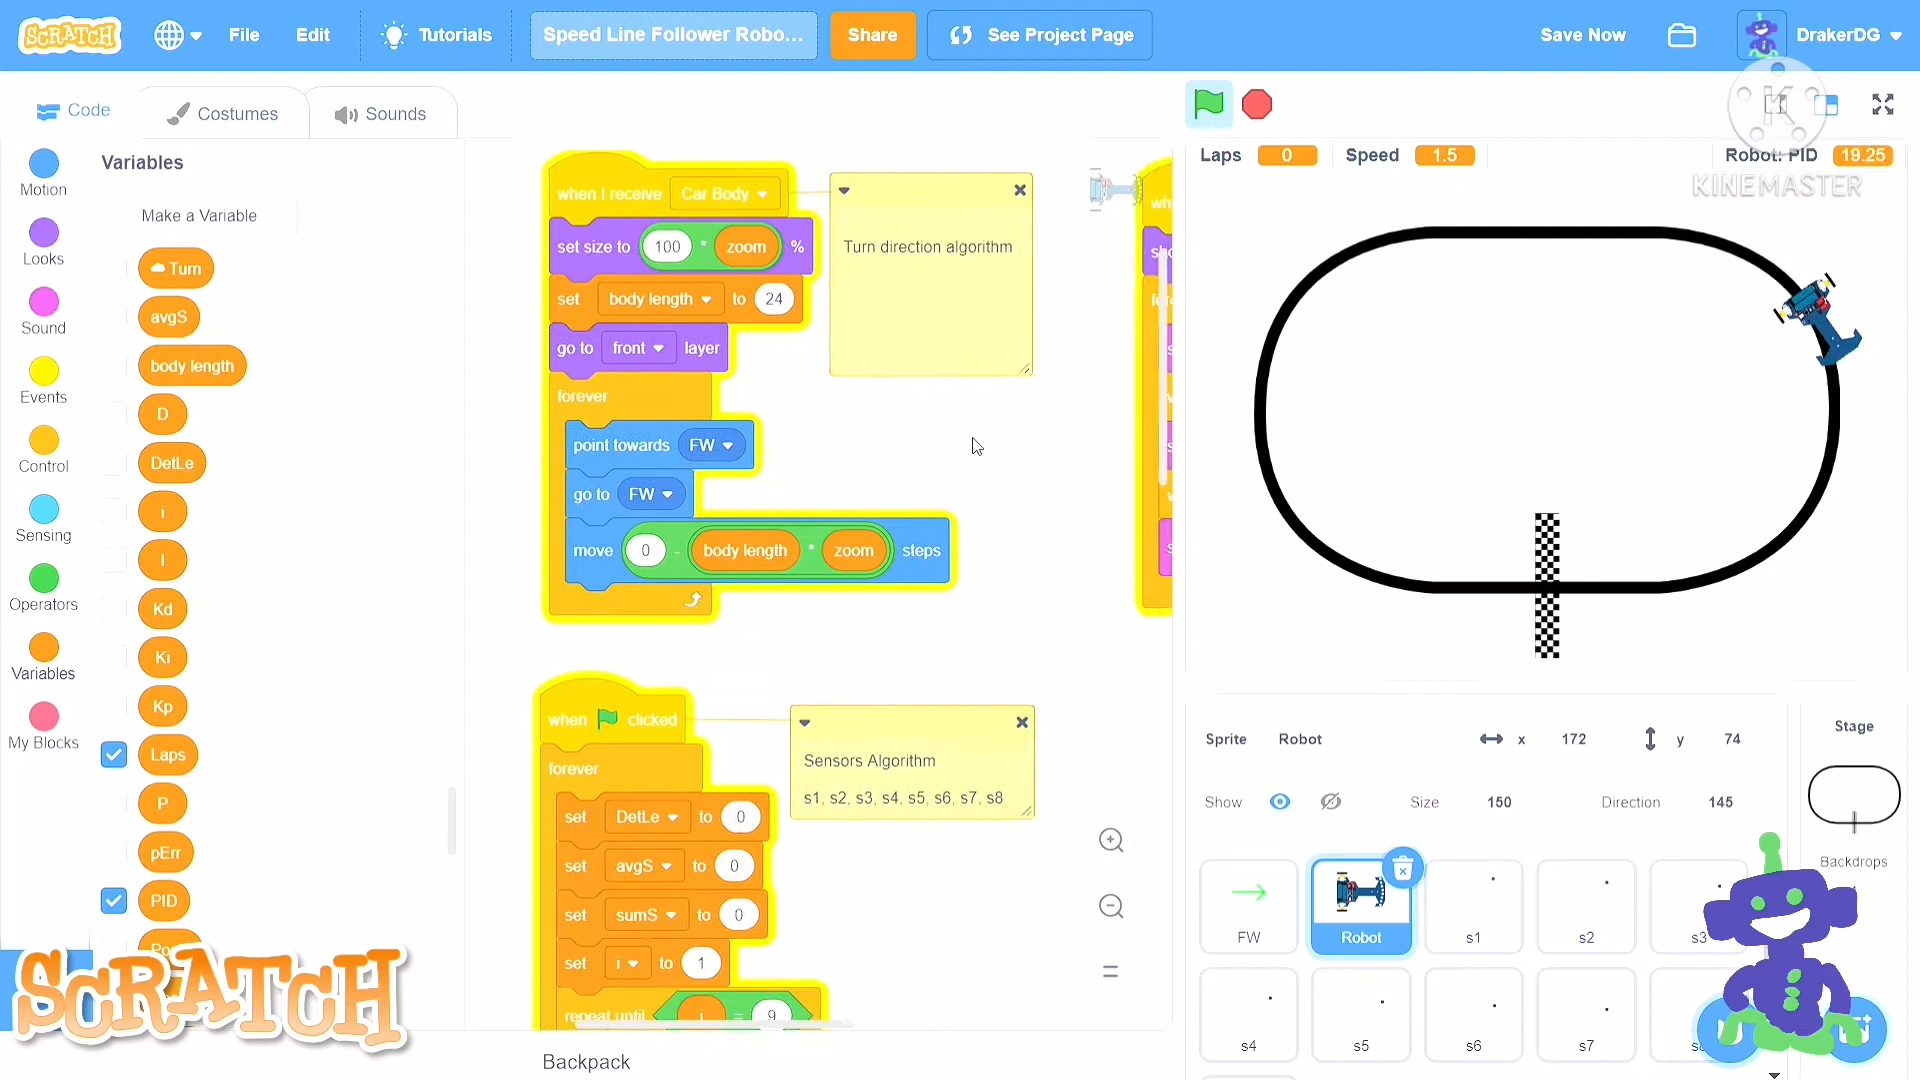 SCRATCH
File
Edit
Tutorials
Speed Line Follower Robo...
Share
See Project Page
Save Now
DrakerDG
Code
Costumes
Sounds
Laps 0
Speed 1.5
Robot: PID 19.25
K
KINEMASTER
Motion
Looks
Sound
Events
Control
Sensing
Operators
Variables
My Blocks
Variables
Make a Variable
Turn
avgS
body length
D
DetLe
i
I
Kd
Ki
Kp
Laps
P
pErr
PID
when I receive Car Body
set size to 100 * zoom %
set body length to 24
go to front layer
forever
point towards FW
go to FW
move 0 - body length * zoom steps
Turn direction algorithm
when clicked
forever
set DetLe to 0
set avgS to 0
set sumS to 0
set i to 1
repeat until i = 9
Sensors Algorithm
s1, s2, s3, s4, s5, s6, s7, s8
Sprite Robot x 172 y 74
Show Size 150 Direction 145
FW
Robot
s1
s2
s3
s4
s5
s6
s7
Stage
Backdrops
SCRATCH
Backpack